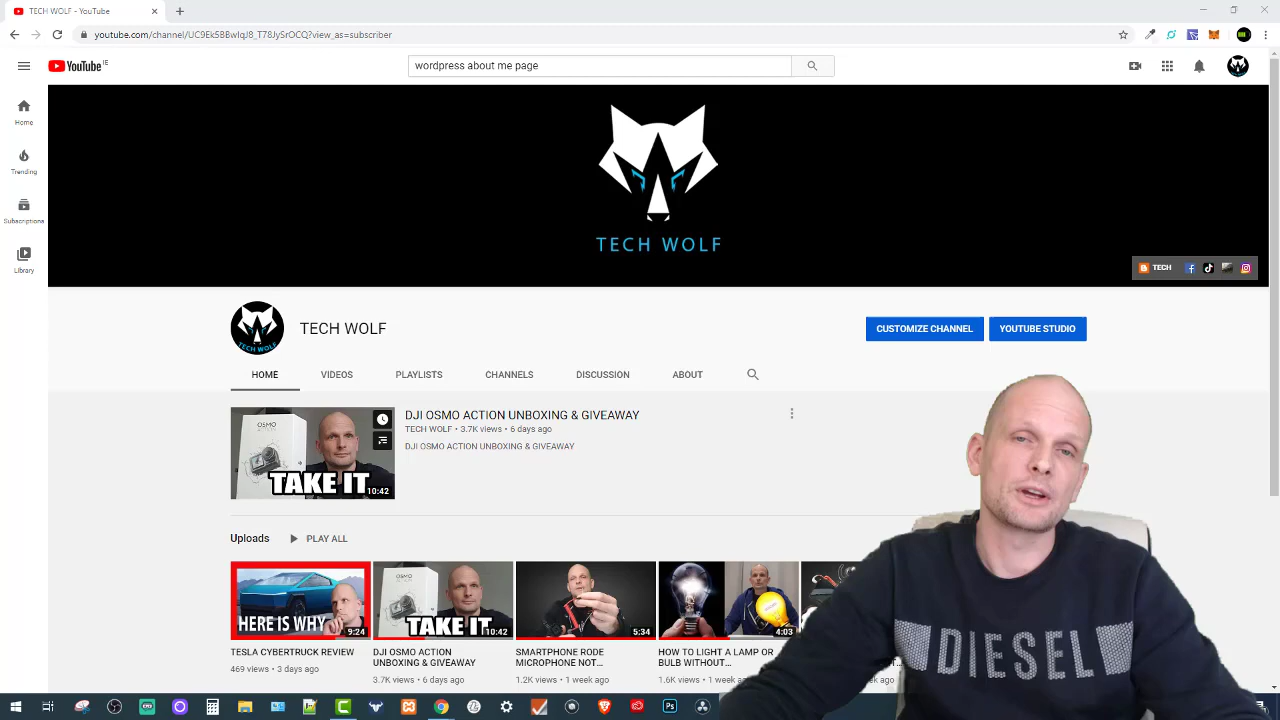 TECH WOLF - YouTube
youtube.com/channel/UC9Ek5BBwIqJ8_T78JySrOCQ?view_as=subscriber
YouTube IE
wordpress about me page
Home
Trending
Subscriptions
Library
TECH WOLF
TECH
TECH WOLF
TECH WOLF
CUSTOMIZE CHANNEL
YOUTUBE STUDIO
HOME
VIDEOS
PLAYLISTS
CHANNELS
DISCUSSION
ABOUT
OSMO
TAKE IT
10:42
DJI OSMO ACTION UNBOXING & GIVEAWAY
TECH WOLF • 3.7K views • 6 days ago
DJI OSMO ACTION UNBOXING & GIVEAWAY
Uploads
PLAY ALL
HERE IS WHY
9:24
OSMO
TAKE IT
10:42
5:34
4:03
TESLA CYBERTRUCK REVIEW
469 views • 3 days ago
DJI OSMO ACTION
UNBOXING & GIVEAWAY
3.7K views • 6 days ago
SMARTPHONE RODE
MICROPHONE NOT...
1.2K views • 1 week ago
HOW TO LIGHT A LAMP OR
BULB WITHOUT...
1.6K views • 1 week ago
DIESEL
Ps